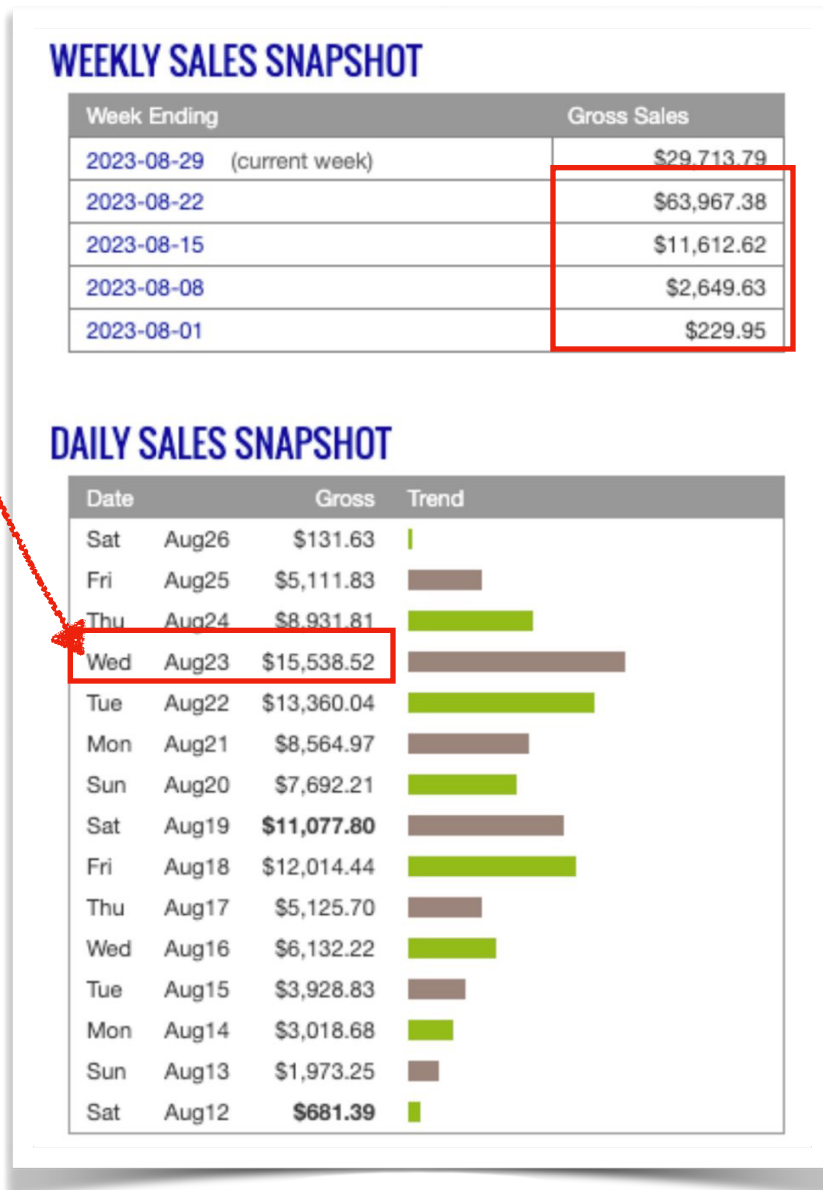 WEEKLY SALES SNAPSHOT
Week Ending Gross Sales
2023-08-29 (current week) $29,713.79
2023-08-22 $63,967.38
2023-08-15 $11,612.62
2023-08-08 $2,649.63
2023-08-01 $229.95
DAILY SALES SNAPSHOT
Date Gross Trend
Sat Aug26 $131.63
Fri Aug25 $5,111.83
Thu Aug24 $8,931.81
Wed Aug23 $15,538.52
Tue Aug22 $13,360.04
Mon Aug21 $8,564.97
Sun Aug20 $7,692.21
Sat Aug19 $11,077.80
Fri Aug18 $12,014.44
Thu Aug17 $5,125.70
Wed Aug16 $6,132.22
Tue Aug15 $3,928.83
Mon Aug14 $3,018.68
Sun Aug13 $1,973.25
Sat Aug12 $681.39